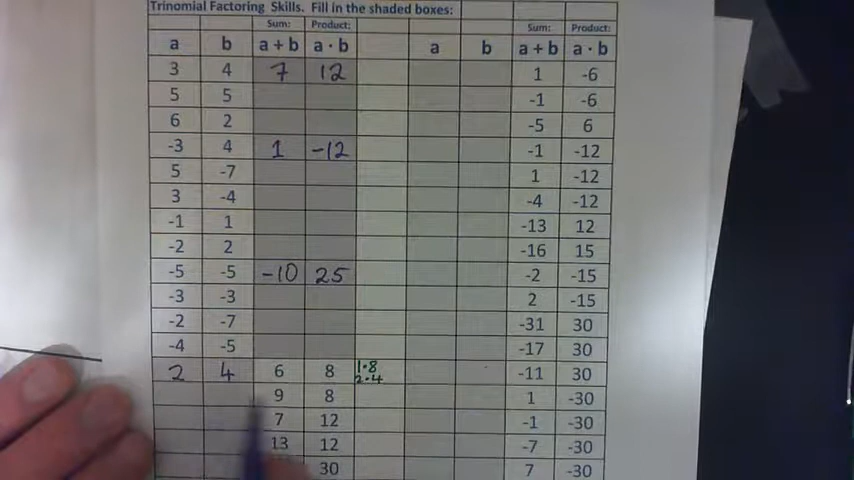 Trinomial Factoring Skills. Fill in the shaded boxes:
Sum: Product: Sum: Product:
a b a + b a · b a b a + b a · b
3 4 7 12 1 -6
5 5 -1 -6
6 2 -5 6
-3 4 1 -12 -1 -12
5 -7 1 -12
3 -4 -4 -12
-1 1 -13 12
-2 2 -16 15
-5 -5 -10 25 -2 -15
-3 -3 2 -15
-2 -7 -31 30
-4 -5 -17 30
2 4 6 8 1·8 2·4 -11 30
9 8 1 -30
7 12 -1 -30
13 12 -7 -30
30 7 -30